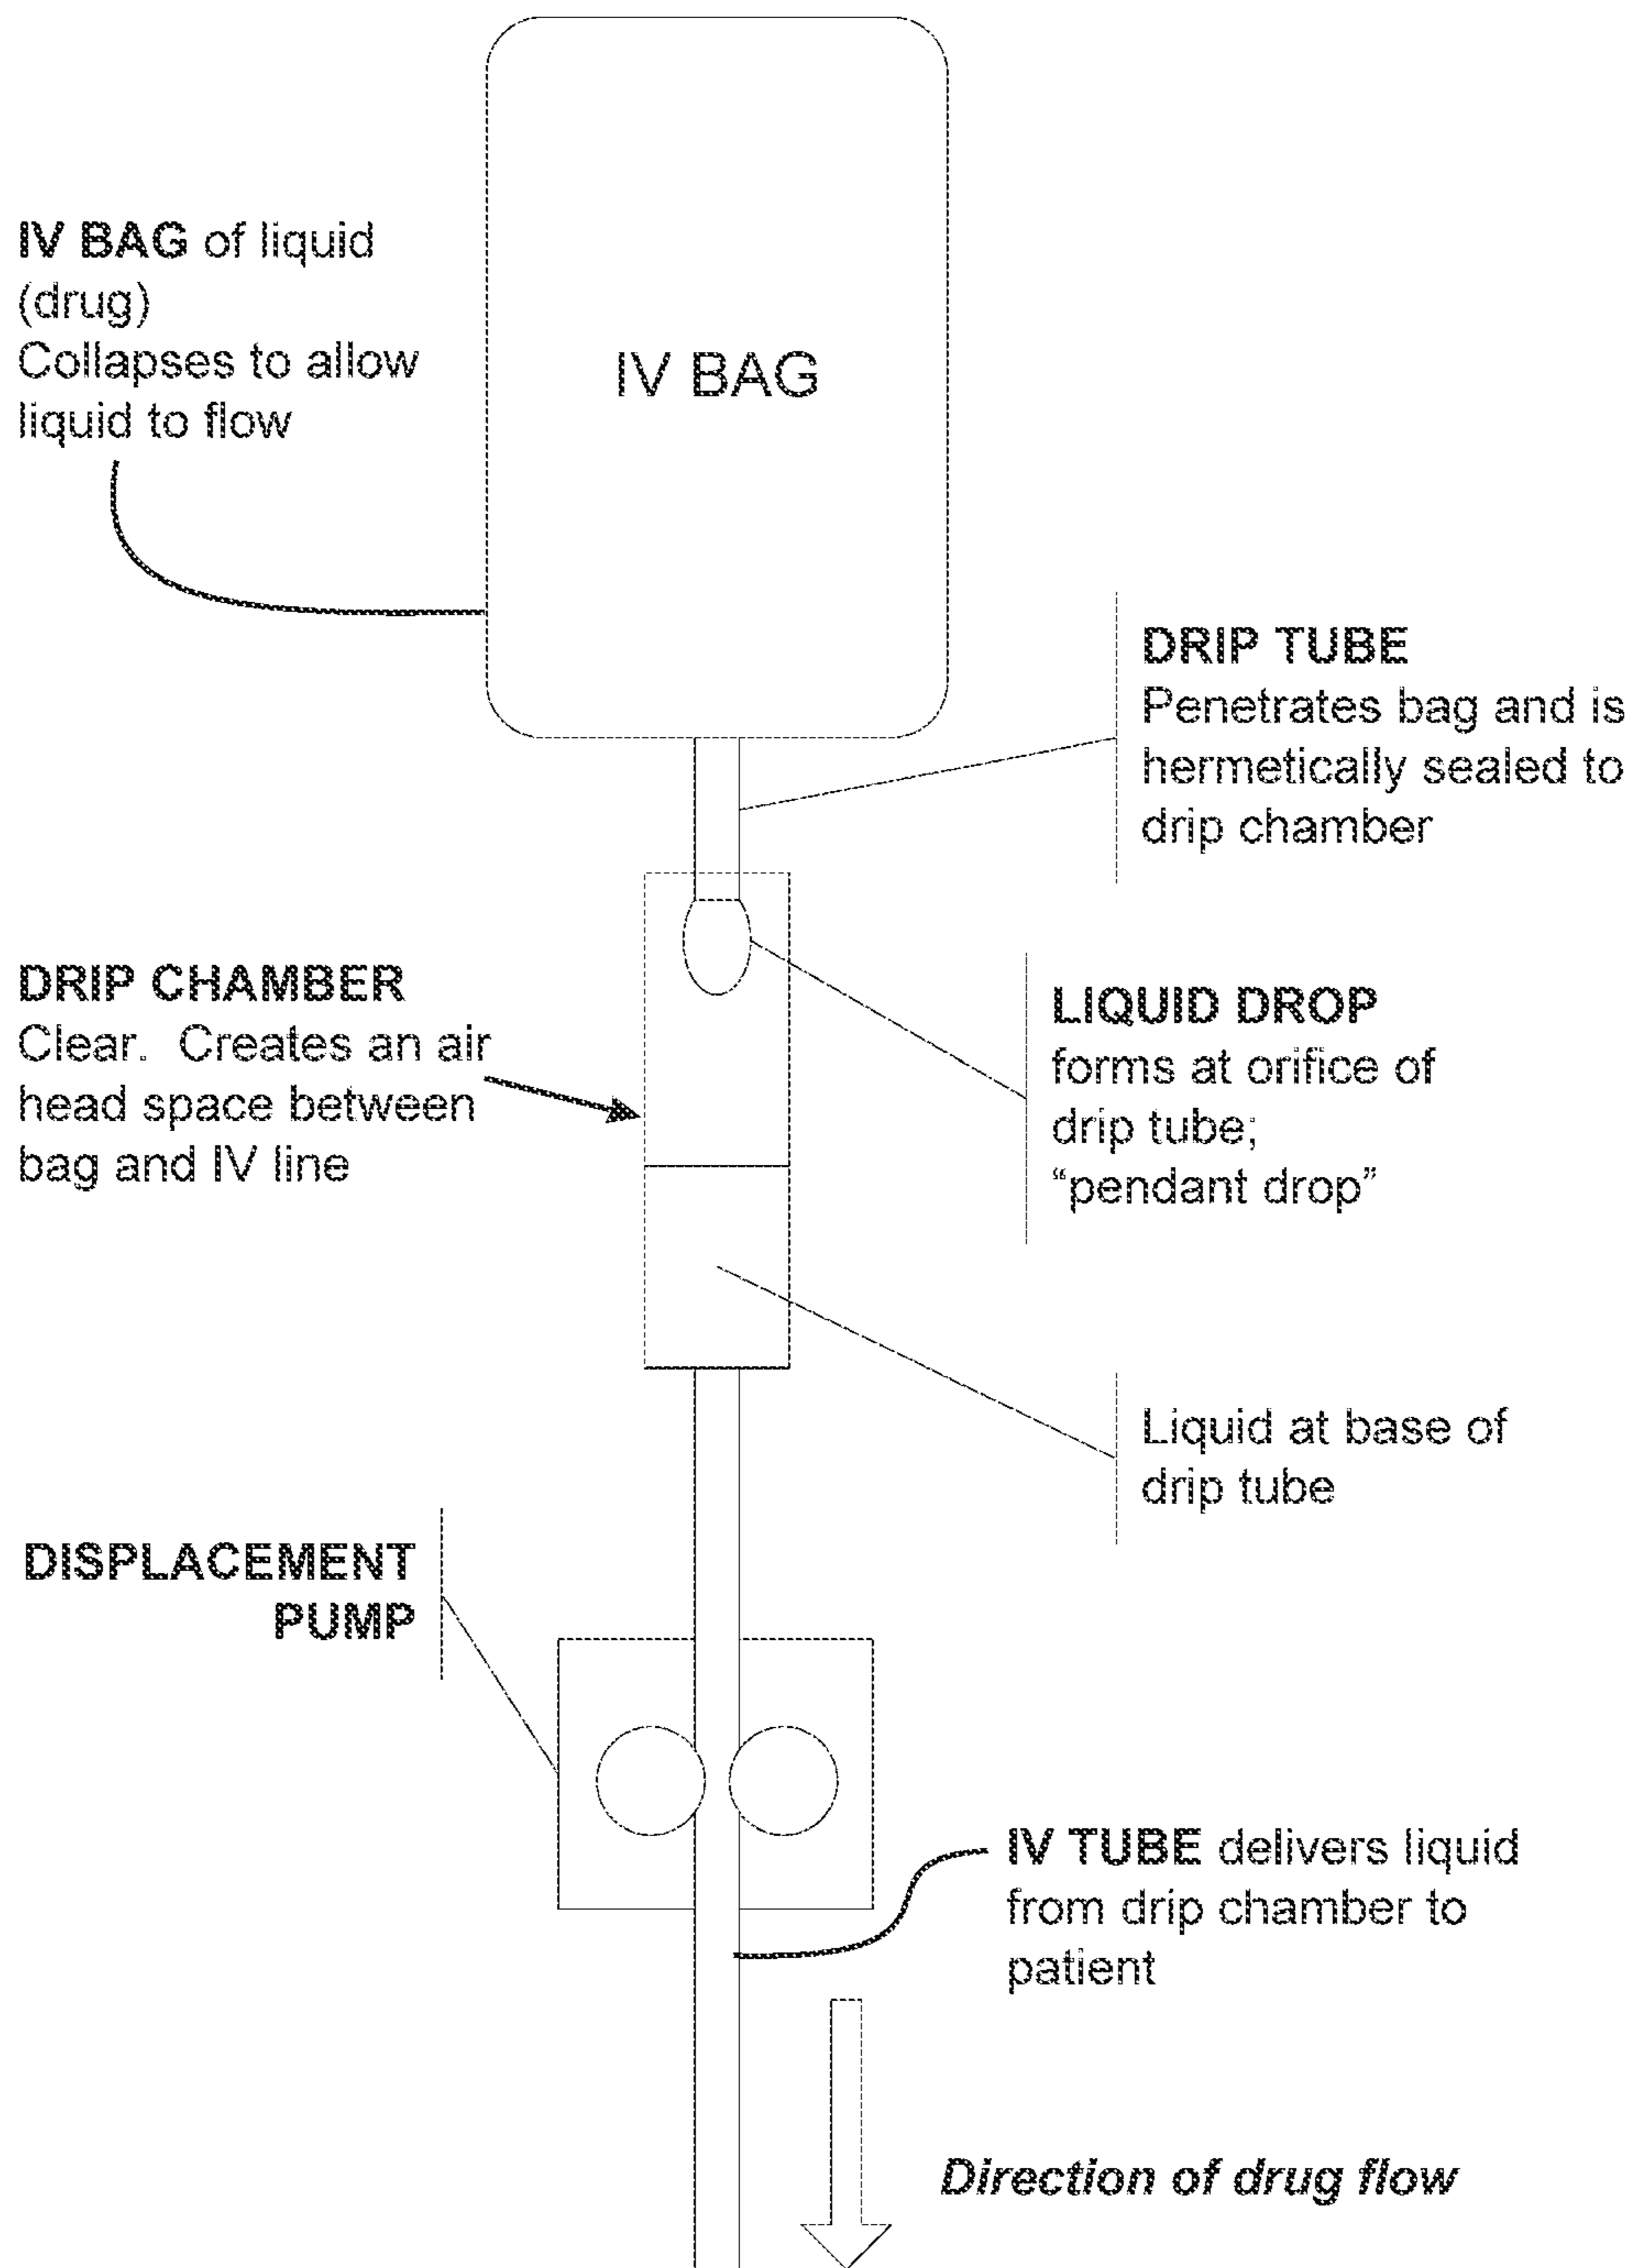 IV BAG of liquid
(drug)
Collapses to allow
liquid to flow
IV BAG
DRIP TUBE
Penetrates bag and is
hermetically sealed to
drip chamber
DRIP CHAMBER
Clear.  Creates an air
head space between
bag and IV line
LIQUID DROP
forms at orifice of
drip tube;
“pendant drop”
Liquid at base of
drip tube
DISPLACEMENT
PUMP
IV TUBE delivers liquid
from drip chamber to
patient
Direction of drug flow